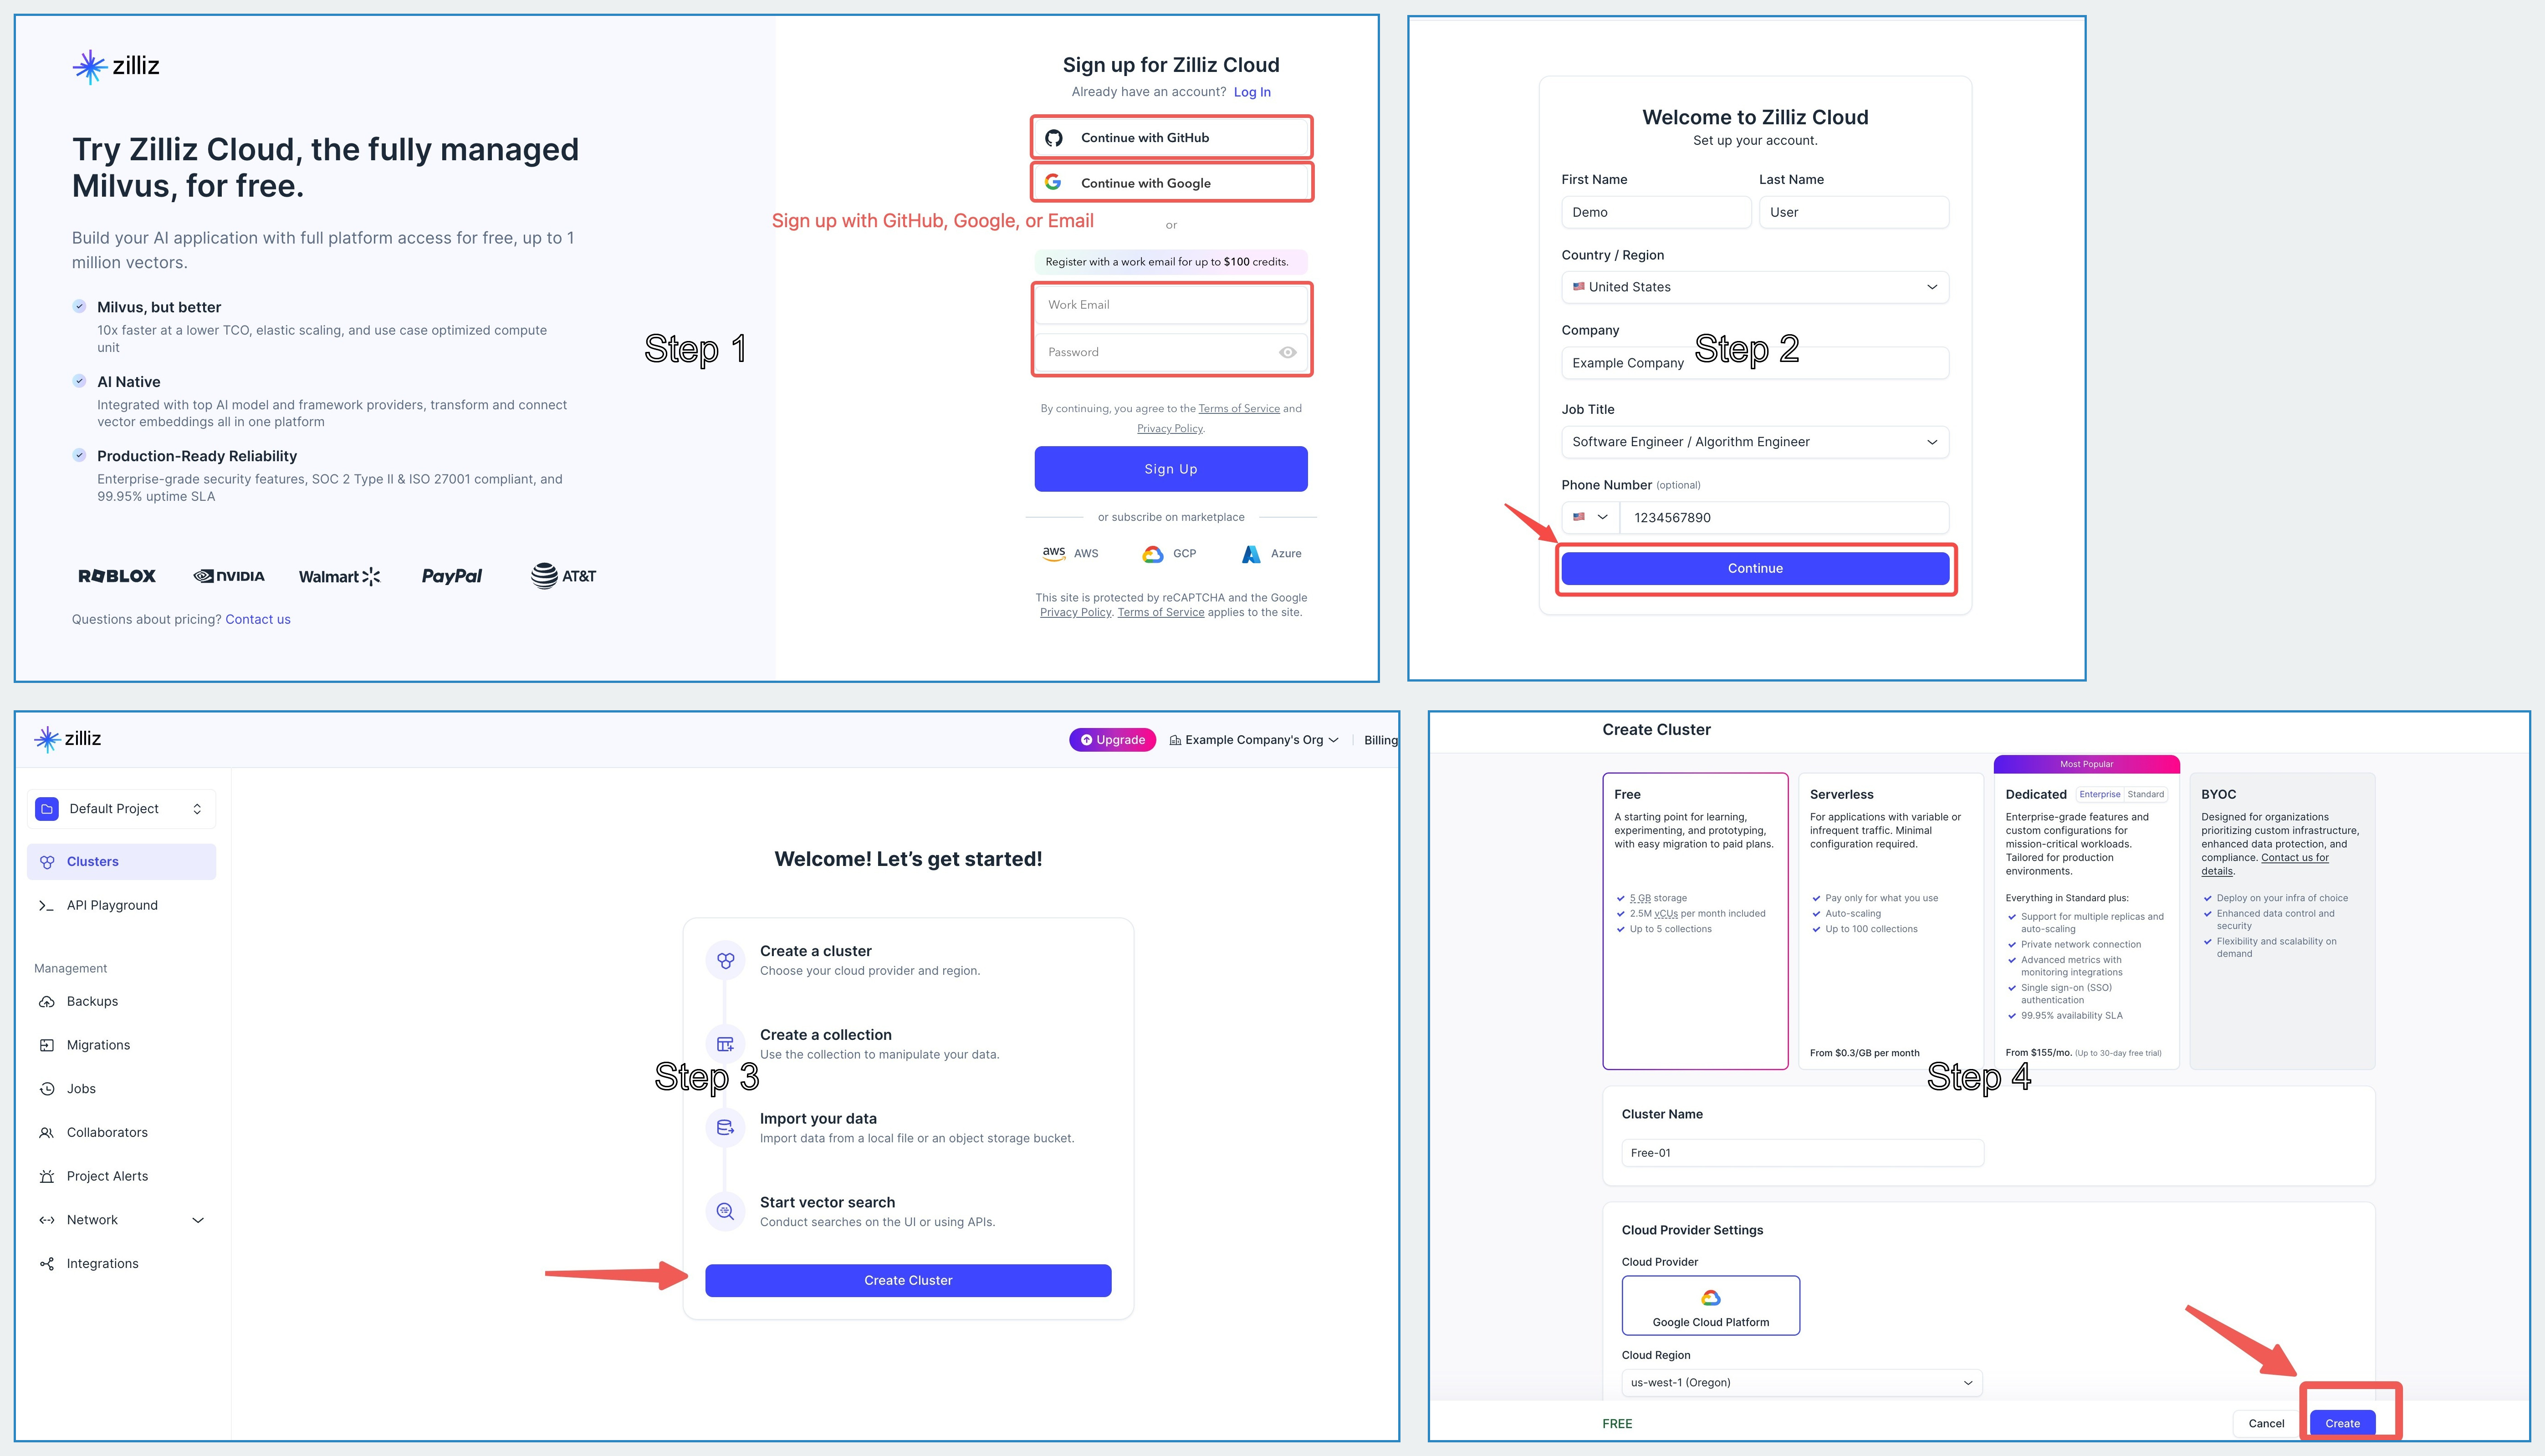 zilliz
Try Zilliz Cloud, the fully managed
Milvus, for free.
Build your AI application with full platform access for free, up to 1
million vectors.
Milvus, but better
10x faster at a lower TCO, elastic scaling, and use case optimized compute
unit
AI Native
Integrated with top AI model and framework providers, transform and connect
vector embeddings all in one platform
Production-Ready Reliability
Enterprise-grade security features, SOC 2 Type II & ISO 27001 compliant, and
99.95% uptime SLA
ROBLOX NVIDIA Walmart PayPal AT&T
Questions about pricing? Contact us
Step 1
Sign up for Zilliz Cloud
Already have an account? Log In
Continue with GitHub
Continue with Google
Sign up with GitHub, Google, or Email
or
Register with a work email for up to $100 credits.
Work Email
Password
By continuing, you agree to the Terms of Service and
Privacy Policy.
Sign Up
or subscribe on marketplace
aws AWS GCP Azure
This site is protected by reCAPTCHA and the Google
Privacy Policy. Terms of Service applies to the site.
Welcome to Zilliz Cloud
Set up your account.
First Name Last Name
Demo User
Country / Region
United States
Company
Example Company
Step 2
Job Title
Software Engineer / Algorithm Engineer
Phone Number (optional)
1234567890
Continue
zilliz
Upgrade Example Company's Org Billing
Default Project
Clusters
API Playground
Management
Backups
Migrations
Jobs
Collaborators
Project Alerts
Network
Integrations
Welcome! Let's get started!
Create a cluster
Choose your cloud provider and region.
Create a collection
Use the collection to manipulate your data.
Step 3
Import your data
Import data from a local file or an object storage bucket.
Start vector search
Conduct searches on the UI or using APIs.
Create Cluster
Create Cluster
Free
A starting point for learning,
experimenting, and prototyping,
with easy migration to paid plans.
5 GB storage
2.5M vCUs per month included
Up to 5 collections
Serverless
For applications with variable or
infrequent traffic. Minimal
configuration required.
Pay only for what you use
Auto-scaling
Up to 100 collections
From $0.3/GB per month
Most Popular
Dedicated Enterprise Standard
Enterprise-grade features and
custom configurations for
mission-critical workloads.
Tailored for production
environments.
Everything in Standard plus:
Support for multiple replicas and
auto-scaling
Private network connection
Advanced metrics with
monitoring integrations
Single sign-on (SSO)
authentication
99.95% availability SLA
From $155/mo. (Up to 30-day free trial)
BYOC
Designed for organizations
prioritizing custom infrastructure,
enhanced data protection, and
compliance. Contact us for
details.
Deploy on your infra of choice
Enhanced data control and
security
Flexibility and scalability on
demand
Step 4
Cluster Name
Free-01
Cloud Provider Settings
Cloud Provider
Google Cloud Platform
Cloud Region
us-west-1 (Oregon)
FREE
Cancel Create